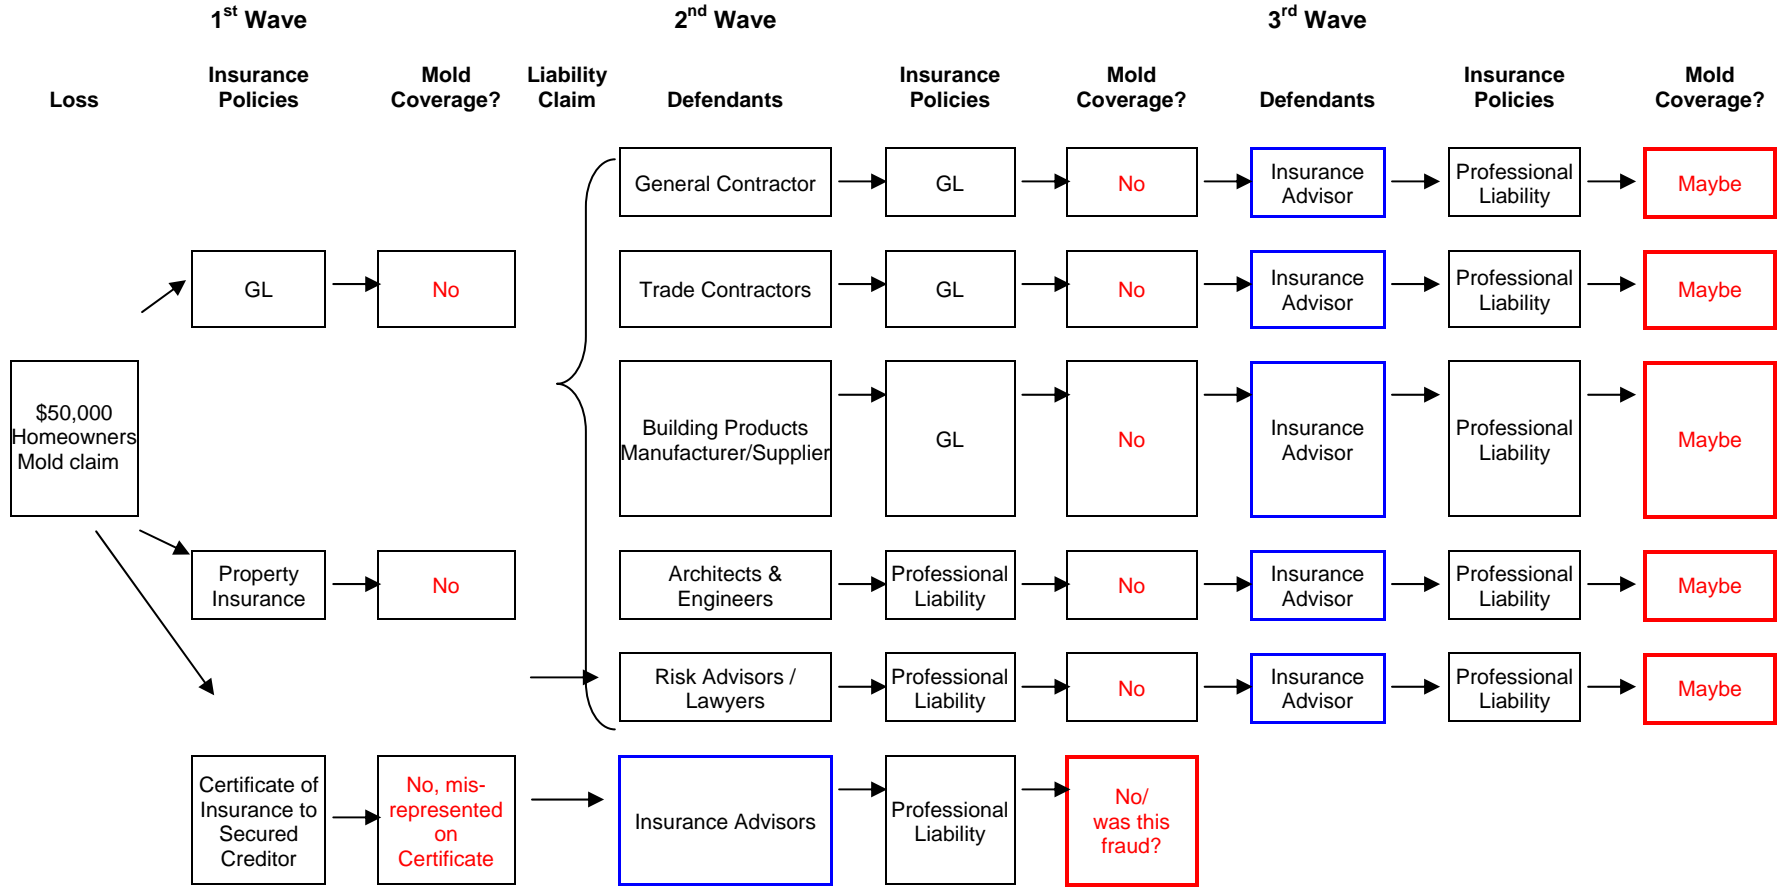 1st Wave
2nd Wave
3rd Wave
Loss
Insurance
Policies
Mold
Coverage?
Liability
Claim
Defendants
Insurance
Policies
Mold
Coverage?
Defendants
Insurance
Policies
Mold
Coverage?
General Contractor
GL
No
Insurance
Advisor
Professional
Liability
Maybe
GL
No
Trade Contractors
GL
No
Insurance
Advisor
Professional
Liability
Maybe
$50,000
Homeowners
Mold claim
Building Products
Manufacturer/Supplier
GL
No
Insurance
Advisor
Professional
Liability
Maybe
Property
Insurance
No
Architects &
Engineers
Professional
Liability
No
Insurance
Advisor
Professional
Liability
Maybe
Risk Advisors /
Lawyers
Professional
Liability
No
Insurance
Advisor
Professional
Liability
Maybe
Certificate of
Insurance to
Secured
Creditor
No, mis-
represented
on
Certificate
Insurance Advisors
Professional
Liability
No/
was this
fraud?